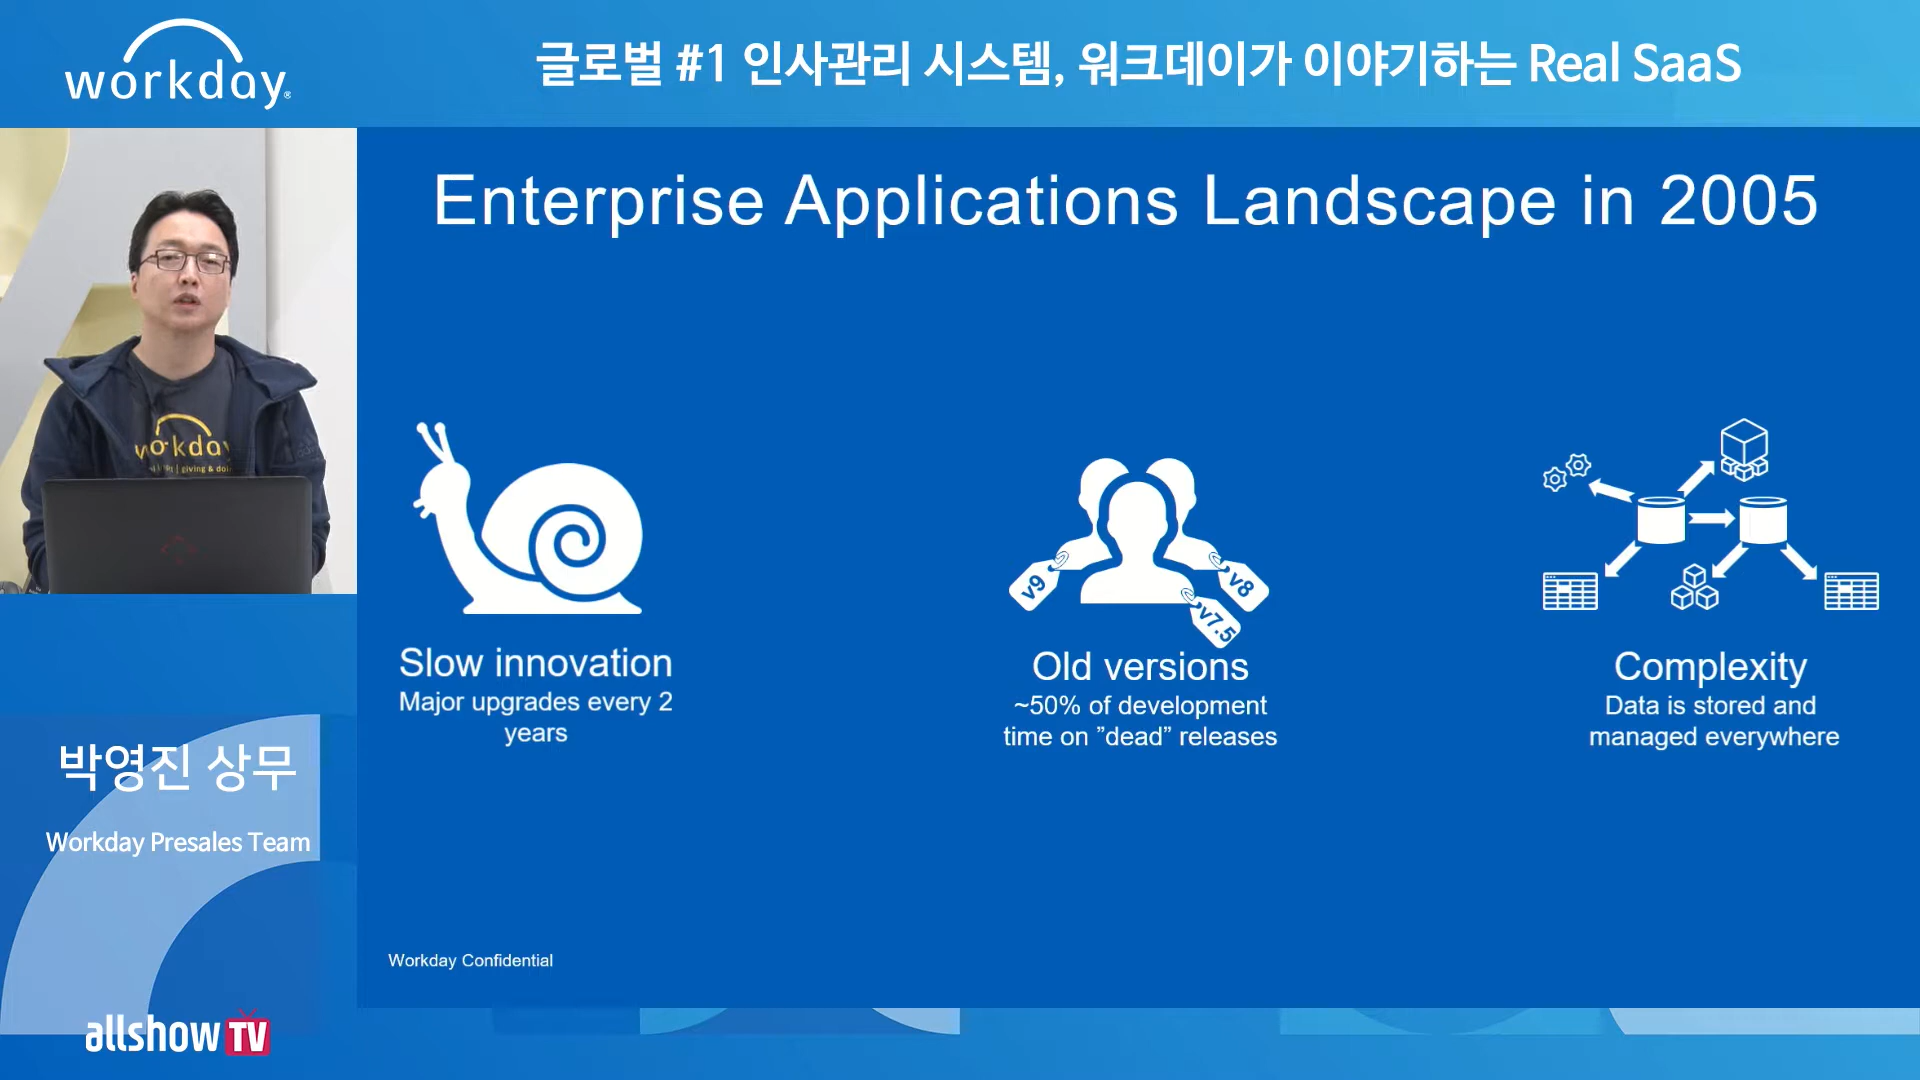 workday®
글로벌 #1 인사관리 시스템, 워크데이가 이야기하는 Real SaaS
Enterprise Applications Landscape in 2005
workday
giving & doi
v9
v8
v7.5
Slow innovation
Major upgrades every 2
years
Old versions
~50% of development
time on ”dead” releases
Complexity
Data is stored and
managed everywhere
박영진 상무
Workday Presales Team
Workday Confidential
allshow TV